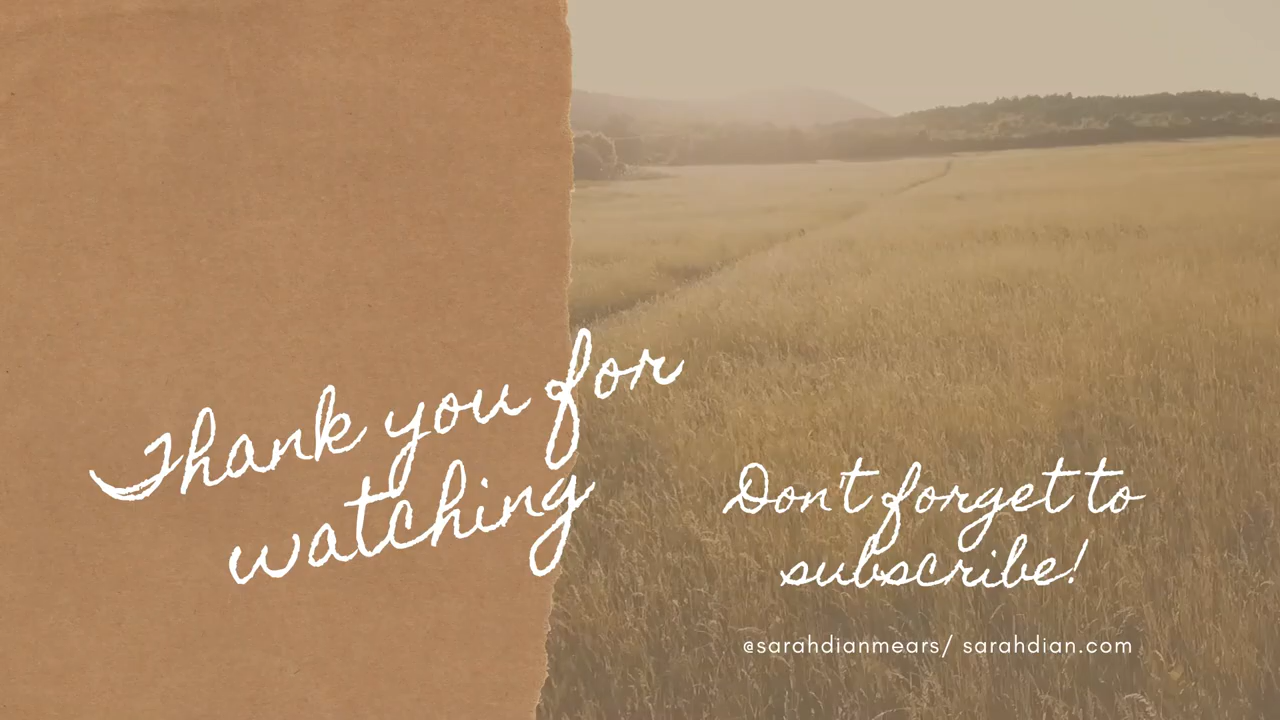 Thank you for
watching
Don't forget to
subscribe!
@sarahdianmears/ sarahdian.com